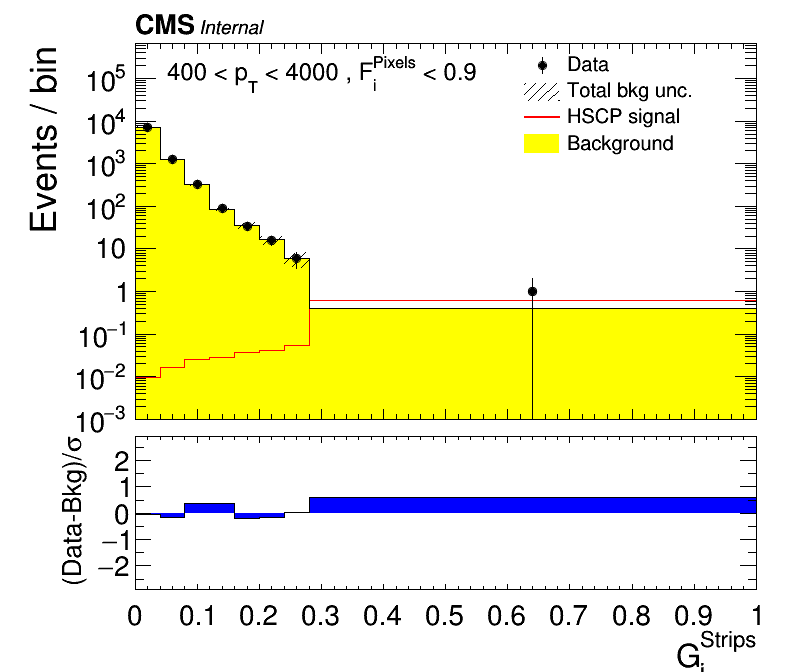 CMS Internal
400 < p_T < 4000 , F_i^Pixels < 0.9
Data
Total bkg unc.
HSCP signal
Background
Events / bin
10^5
10^4
10^3
10^2
10
1
10^−1
10^−2
10^−3
(Data-Bkg)/σ
2
1
0
−1
−2
0 0.1 0.2 0.3 0.4 0.5 0.6 0.7 0.8 0.9 1
G_i^Strips